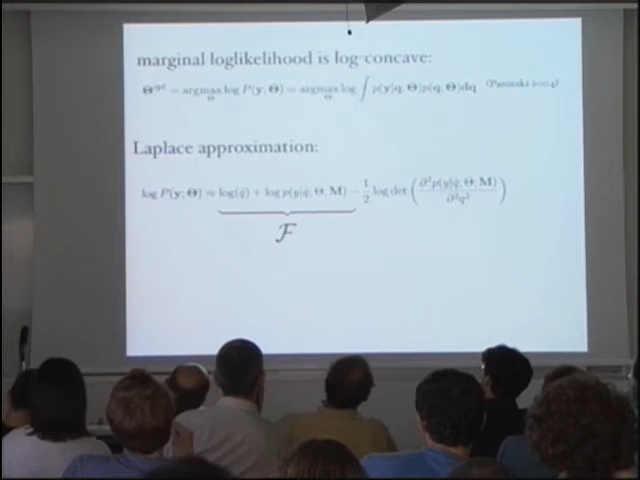 marginal loglikelihood is log-concave:
Θ^opt = argmax_Θ log P(y; Θ) = argmax_Θ log ∫ p(y|q, Θ)p(q, Θ)dq (Paninski 2004)
Laplace approximation:
log P(y; Θ) ≈ log(q̂) + log p(y|q̂, Θ, M) − 1/2 log det (∂²p(y|q̂, Θ, M)/∂²q²)
F